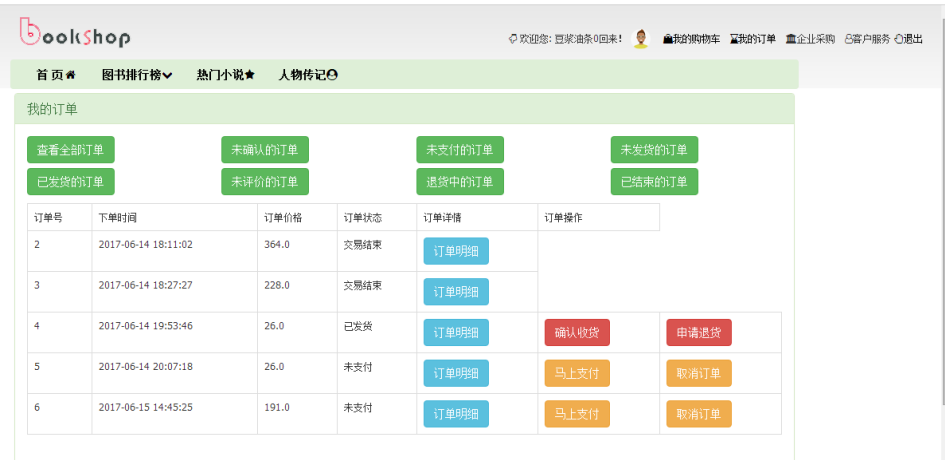 bookshop
欢迎您: 豆浆油条0回来! 我的购物车 我的订单 企业采购 客户服务 退出
首 页 图书排行榜 热门小说 人物传记
我的订单
查看全部订单 未确认的订单 未支付的订单 未发货的订单
已发货的订单 未评价的订单 退货中的订单 已结束的订单
订单号 下单时间 订单价格 订单状态 订单详情 订单操作
2 2017-06-14 18:11:02 364.0 交易结束 订单明细
3 2017-06-14 18:27:27 228.0 交易结束 订单明细
4 2017-06-14 19:53:46 26.0 已发货 订单明细 确认收货 申请退货
5 2017-06-14 20:07:18 26.0 未支付 订单明细 马上支付 取消订单
6 2017-06-15 14:45:25 191.0 未支付 订单明细 马上支付 取消订单